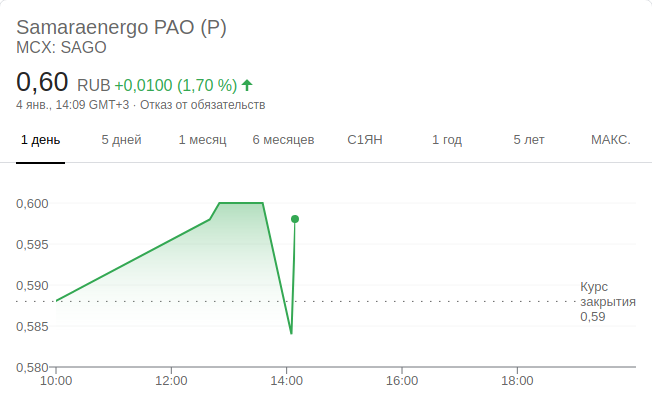 Samaraenergo PAO (P)
MCX: SAGO
0,60 RUB +0,0100 (1,70 %)
4 янв., 14:09 GMT+3 · Отказ от обязательств
1 день 5 дней 1 месяц 6 месяцев С1ЯН 1 год 5 лет МАКС.
0,600
0,595
0,590
0,585
0,580
Курс
закрытия
0,59
10:00 12:00 14:00 16:00 18:00